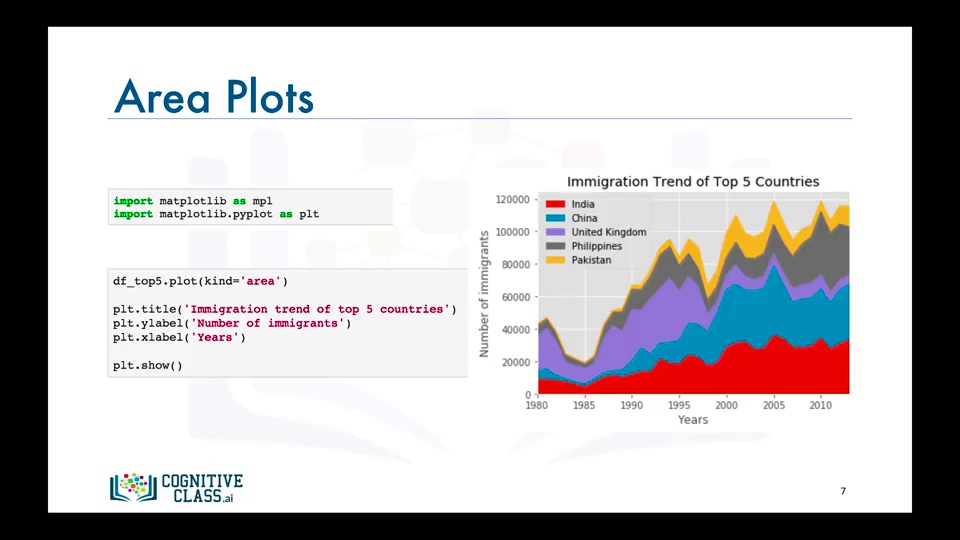 Area Plots
import matplotlib as mpl
import matplotlib.pyplot as plt
df_top5.plot(kind='area')
plt.title('Immigration trend of top 5 countries')
plt.ylabel('Number of immigrants')
plt.xlabel('Years')
plt.show()
Immigration Trend of Top 5 Countries
Number of immigrants
120000
100000
80000
60000
40000
20000
0
India
China
United Kingdom
Philippines
Pakistan
1980 1985 1990 1995 2000 2005 2010
Years
COGNITIVE
CLASS.ai
7